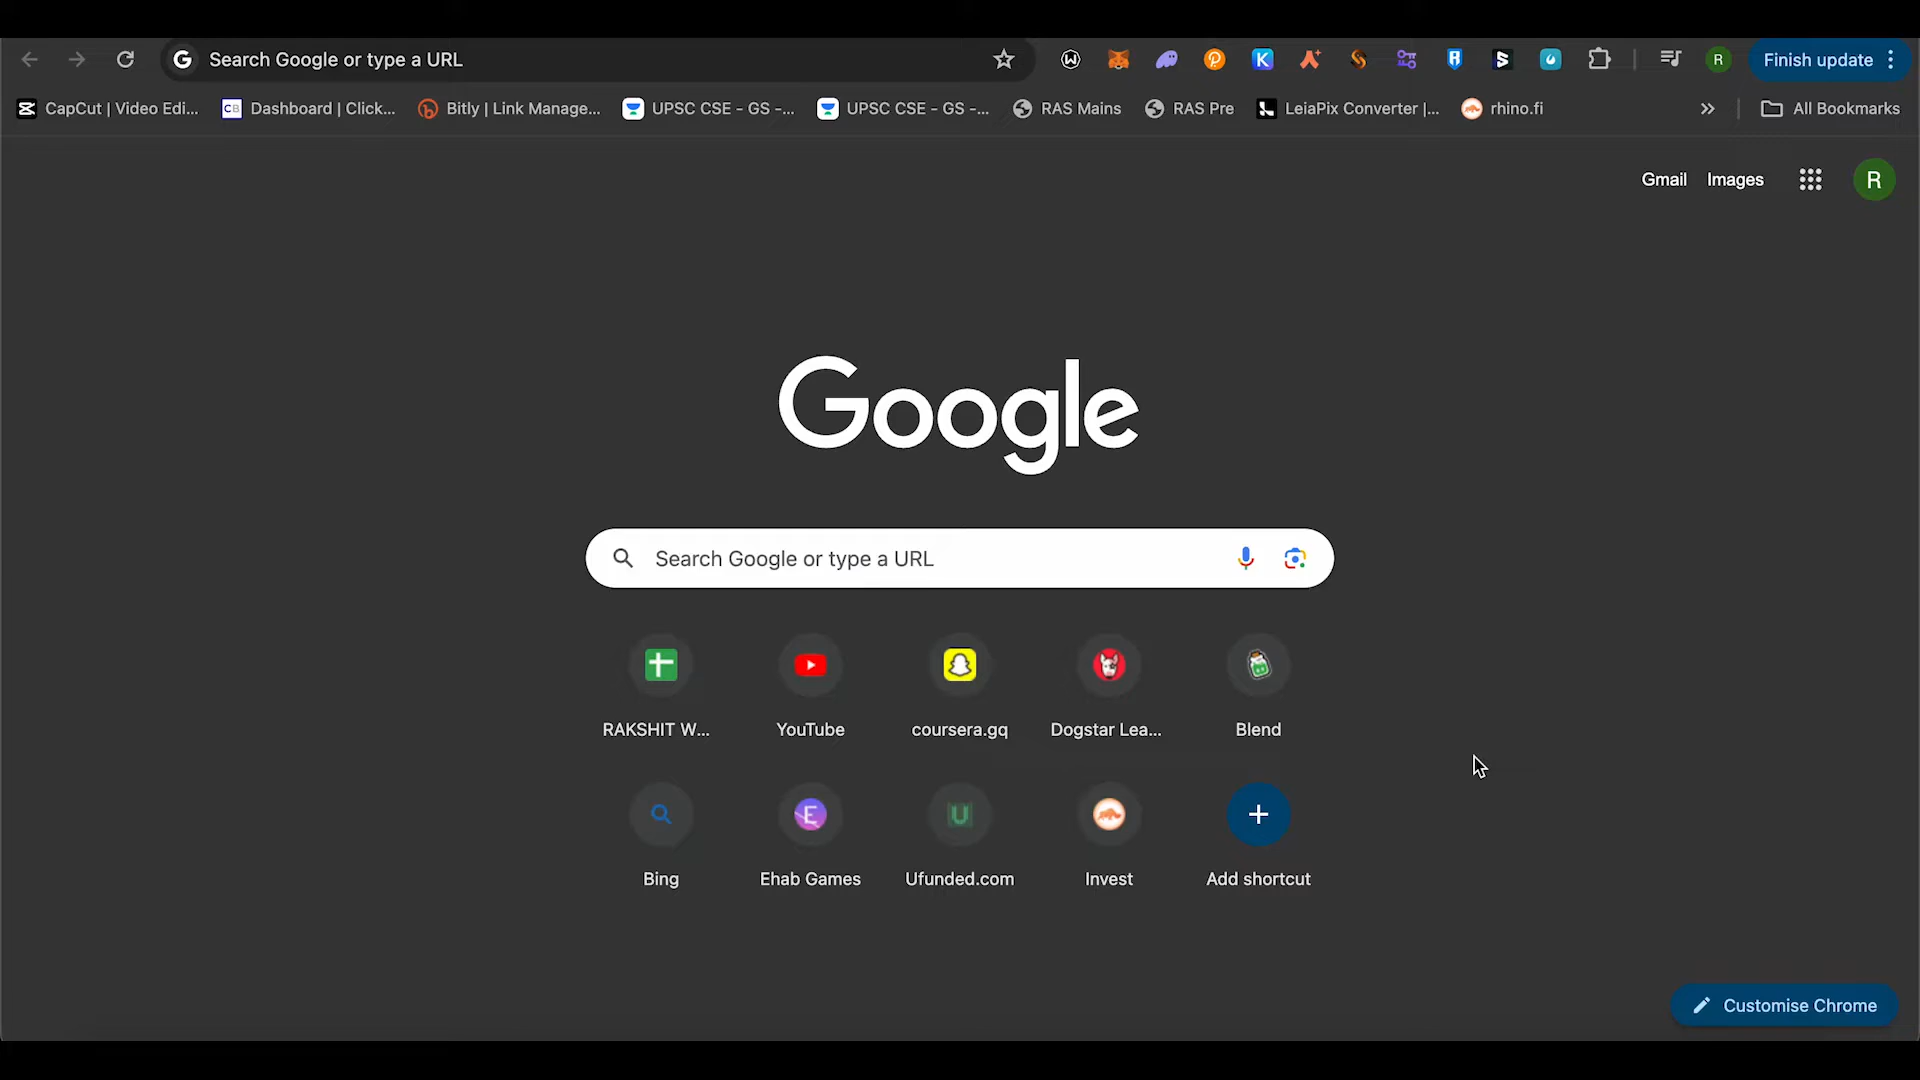 Search Google or type a URL
R
Finish update
CapCut | Video Edi...
CB
Dashboard | Click...
Bitly | Link Manage...
UPSC CSE – GS -...
UPSC CSE – GS -...
RAS Mains
RAS Pre
LeiaPix Converter |...
rhino.fi
All Bookmarks
Gmail
Images
R
Google
Search Google or type a URL
RAKSHIT W...
YouTube
coursera.gq
Dogstar Lea...
Blend
Bing
Ehab Games
Ufunded.com
Invest
Add shortcut
Customise Chrome